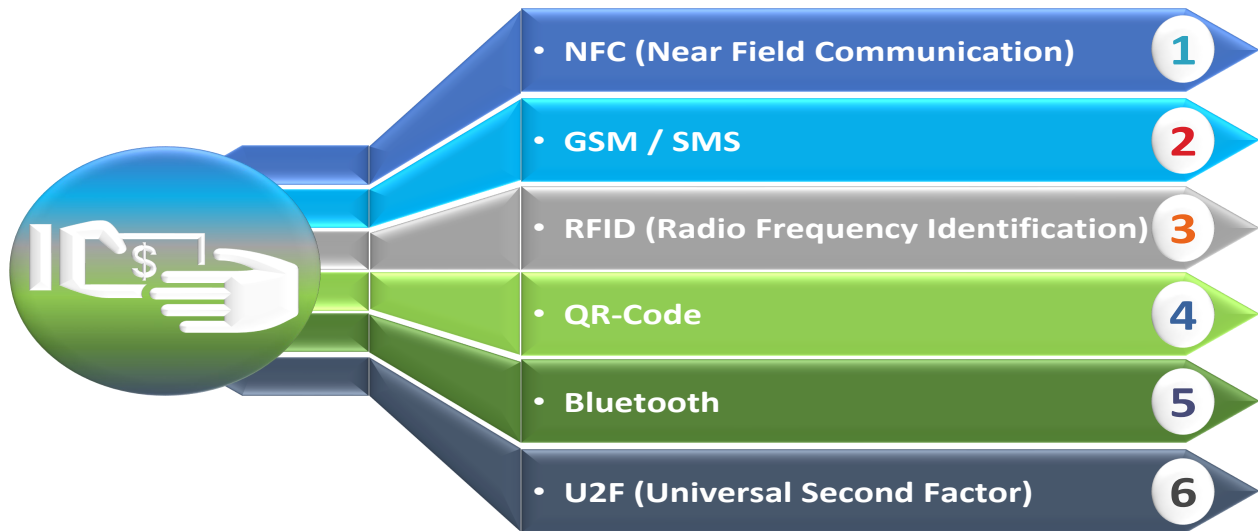 • NFC (Near Field Communication) 1
• GSM / SMS 2
• RFID (Radio Frequency Identification) 3
• QR-Code 4
• Bluetooth 5
• U2F (Universal Second Factor) 6
$